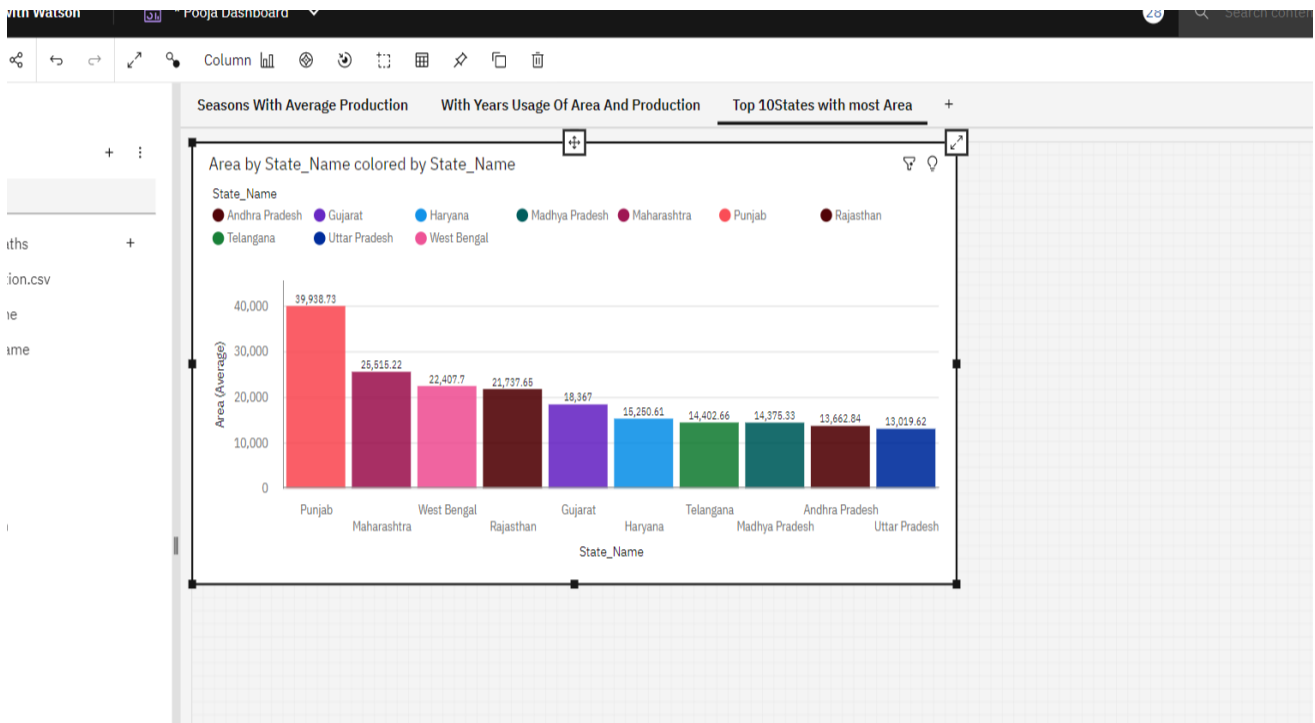 with Watson * Pooja Dashboard 28 Search conten
Column
Seasons With Average Production With Years Usage Of Area And Production Top 10States with most Area +
+
Area by State_Name colored by State_Name
State_Name
Andhra Pradesh Gujarat Haryana Madhya Pradesh Maharashtra Punjab Rajasthan
Telangana Uttar Pradesh West Bengal
aths +
ion.csv
ne
ame
40,000
30,000
20,000
10,000
0
Area (Average)
39,938.73
25,515.22
22,407.7
21,737.65
18,367
15,250.61
14,402.66
14,375.33
13,662.84
13,019.62
Punjab West Bengal Gujarat Telangana Andhra Pradesh
Maharashtra Rajasthan Haryana Madhya Pradesh Uttar Pradesh
State_Name